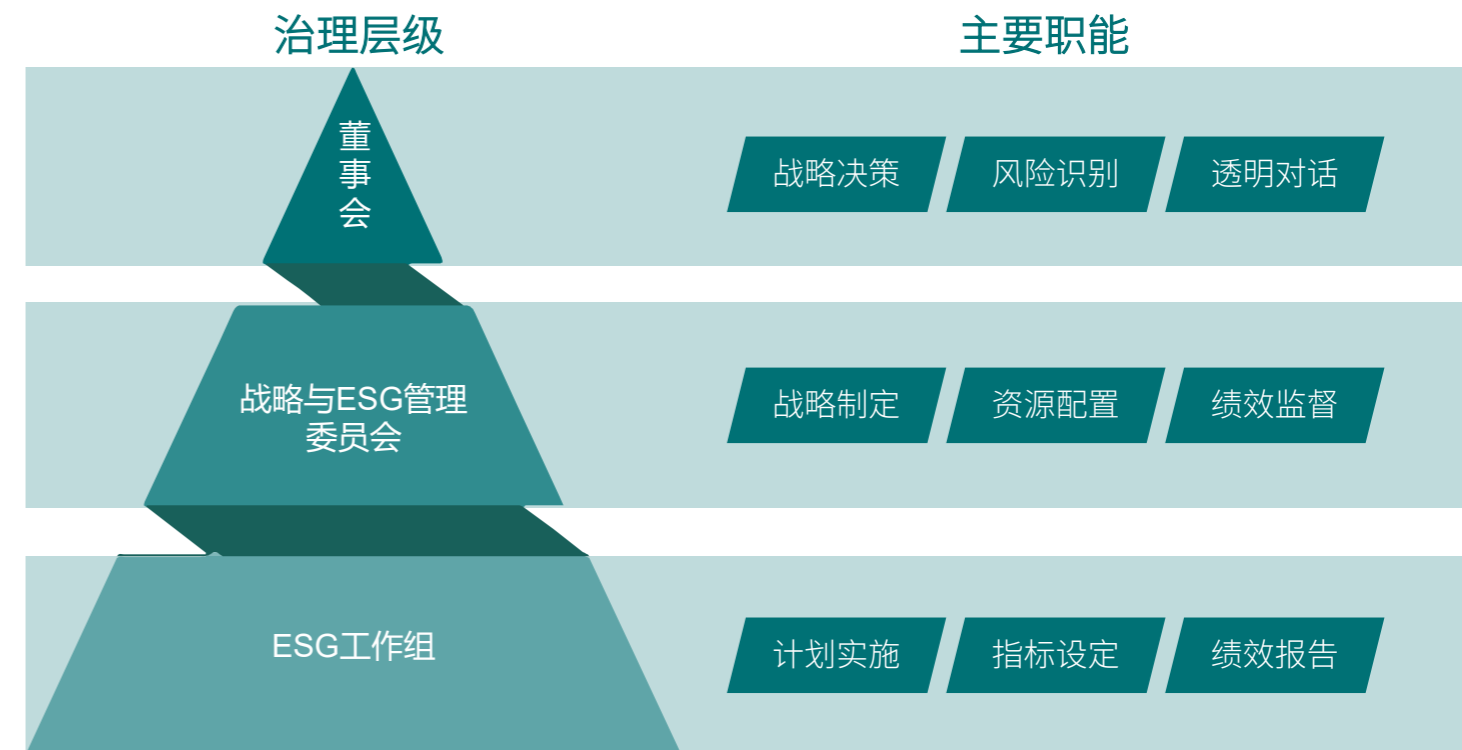 治理层级
主要职能
董事会
战略决策
风险识别
透明对话
战略与ESG管理
委员会
战略制定
资源配置
绩效监督
ESG工作组
计划实施
指标设定
绩效报告